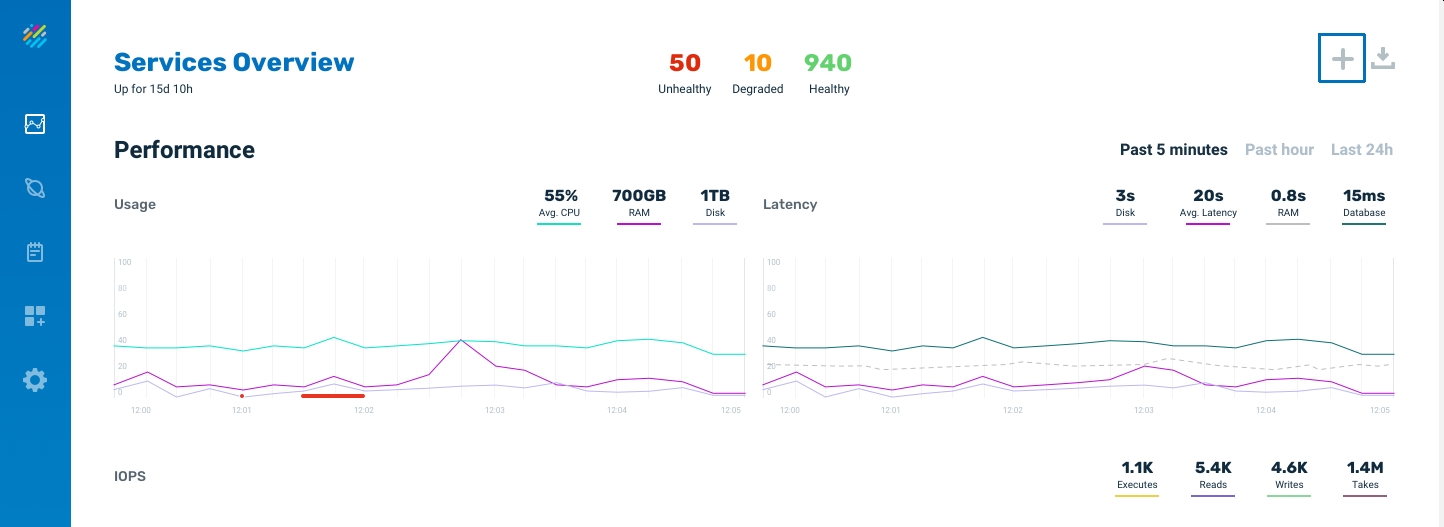 Services Overview
Up for 15d 10h
50 10 940
Unhealthy Degraded Healthy
Performance
Past 5 minutes Past hour Last 24h
Usage
55% 700GB 1TB
Avg. CPU RAM Disk
Latency
3s 20s 0.8s 15ms
Disk Avg. Latency RAM Database
100
80
60
40
20
0
12:00 12:01 12:02 12:03 12:04 12:05
100
80
60
40
20
0
12:00 12:01 12:02 12:03 12:04 12:05
IOPS
1.1K 5.4K 4.6K 1.4M
Executes Reads Writes Takes